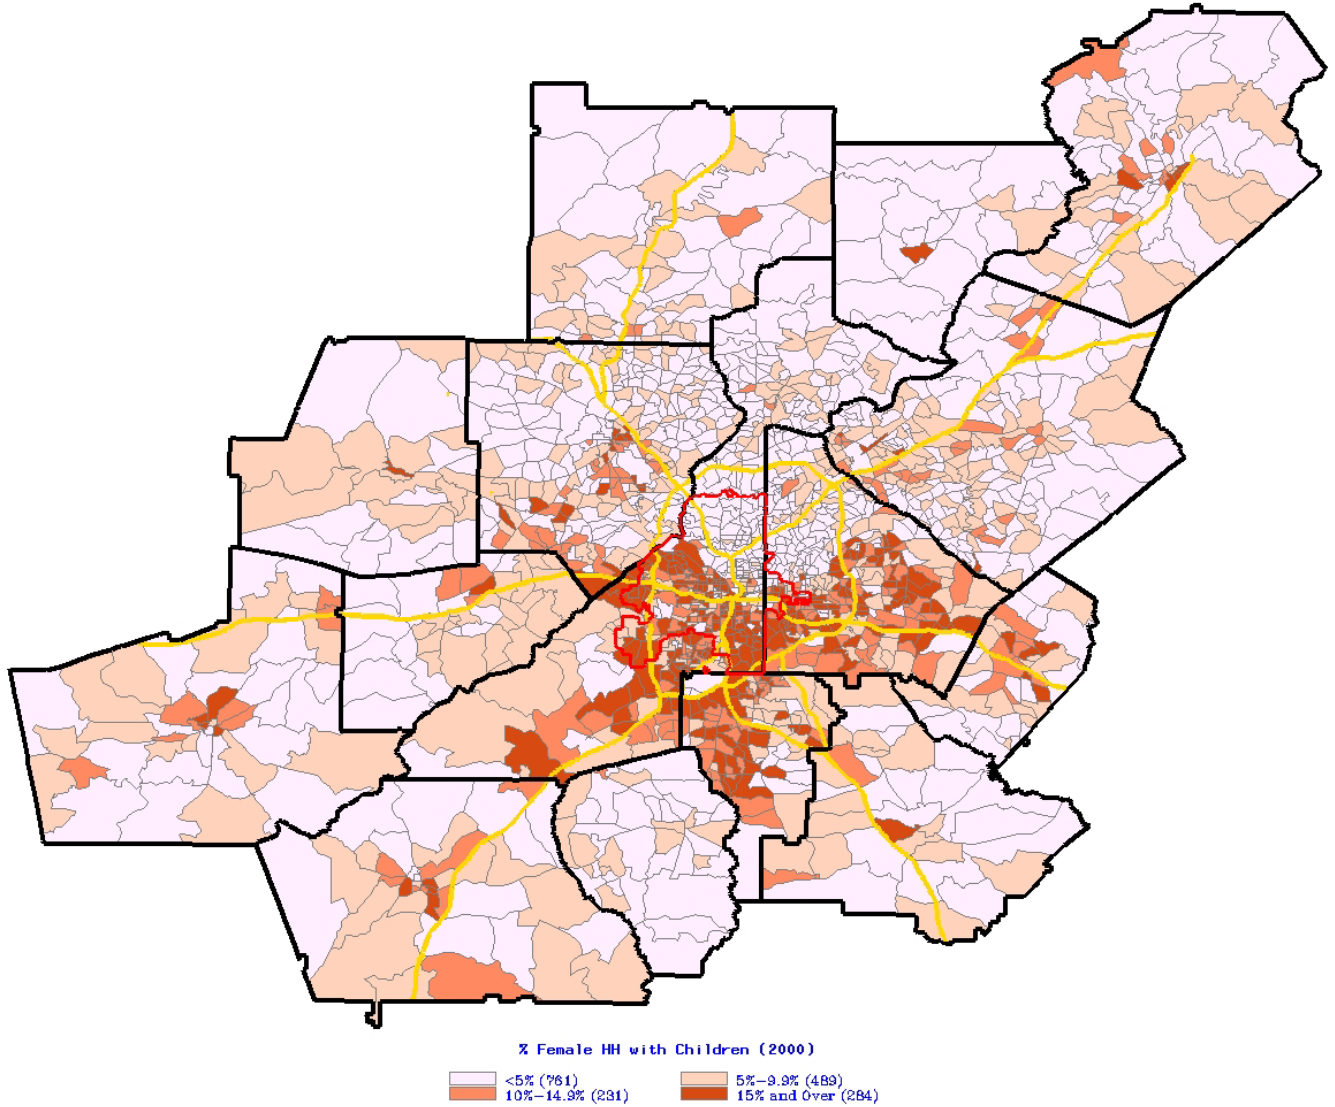 % Female HH with Children (2000)
<5% (761) 5%-9.9% (489)
10%-14.9% (231) 15% and Over (284)